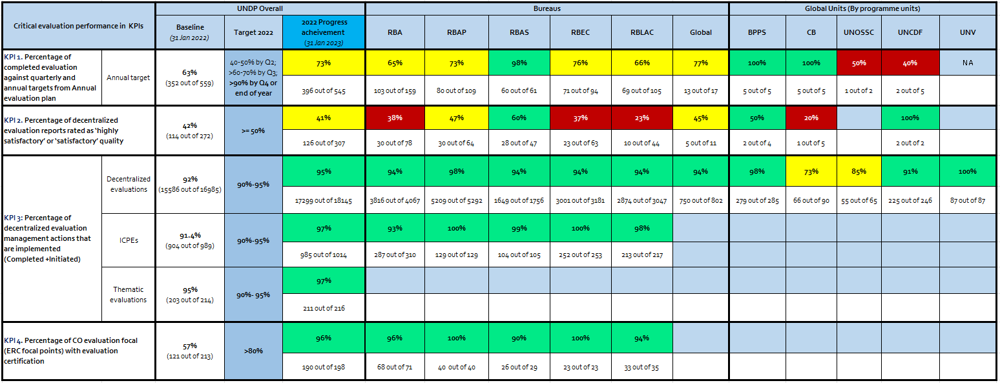 Critical evaluation performance in KPIs
UNDP Overall
Bureaus
Global Units (By programme units)
Baseline
(31 Jan 2022)
Target 2022
2022 Progress
acheivement
(31 Jan 2023)
RBA
RBAP
RBAS
RBEC
RBLAC
Global
BPPS
CB
UNOSSC
UNCDF
UNV
KPI 1. Percentage of
completed evaluation
against quarterly and
annual targets from Annual
evaluation plan
Annual target
63%
(352 out of 559)
40-50% by Q2;
>60-70% by Q3;
>90% by Q4 or
end of year
73%
65%
73%
98%
76%
66%
77%
100%
100%
50%
40%
NA
396 out of 545
103 out of 159
80 out of 109
60 out of 61
71 out of 94
69 out of 105
13 out of 17
5 out of 5
5 out of 5
1 out of 2
2 out of 5
KPI 2. Percentage of decentralized
evaluation reports rated as ‘highly
satisfactory’ or ‘satisfactory’ quality
42%
(114 out of 272)
>= 50%
41%
38%
47%
60%
37%
23%
45%
50%
20%
100%
126 out of 307
30 out of 78
30 out of 64
28 out of 47
23 out of 63
10 out of 44
5 out of 11
2 out of 4
1 out of 5
2 out of 2
KPI 3: Percentage of
decentralized evaluation
management actions that
are implemented
(Completed +Initiated)
Decentralized
evaluations
92%
(15586 out of 16985)
90%-95%
95%
94%
98%
94%
94%
94%
94%
98%
73%
85%
91%
100%
17299 out of 18145
3816 out of 4067
5209 out of 5292
1649 out of 1756
3001 out of 3181
2874 out of 3047
750 out of 802
279 out of 285
66 out of 90
55 out of 65
225 out of 246
87 out of 87
ICPEs
91.4%
(904 out of 989)
90%-95%
97%
93%
100%
99%
100%
98%
985 out of 1014
287 out of 310
129 out of 129
104 out of 105
252 out of 253
213 out of 217
Thematic
evaluations
95%
(203 out of 214)
90%- 95%
97%
211 out of 216
KPI 4. Percentage of CO evaluation focal
(ERC focal points) with evaluation
certification
57%
(121 out of 213)
>80%
96%
96%
100%
90%
100%
94%
190 out of 198
68 out of 71
40 out of 40
26 out of 29
23 out of 23
33 out of 35